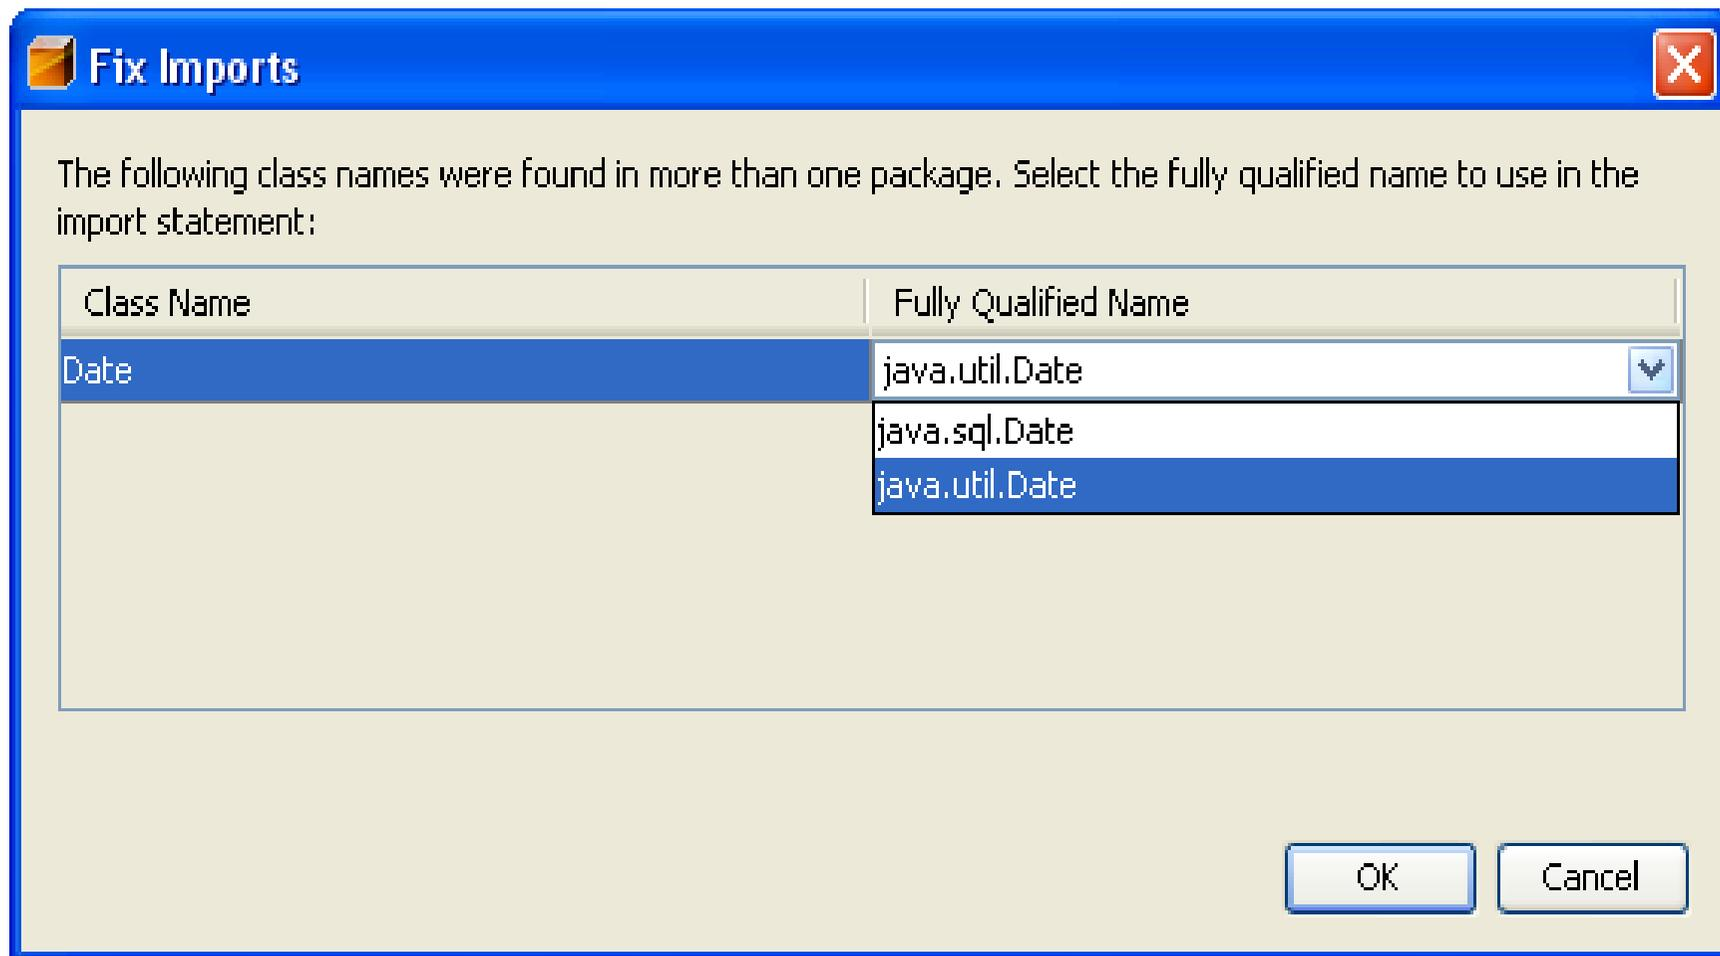 Fix Imports
The following class names were found in more than one package. Select the fully qualified name to use in the
import statement:
Class Name Fully Qualified Name
Date java.util.Date
java.sql.Date
java.util.Date
OK Cancel